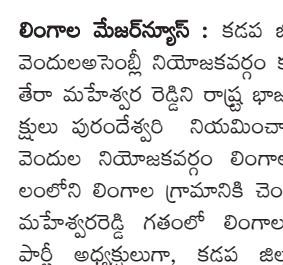 లింగాల మేజర్‌న్యూస్ : కడప
వెందులఅసెంబ్లీ నియోజకవర్గం
తేరా మహేశ్వర రెడ్డిని రాష్ట్ర భాజ
క్షులు పురందేశ్వరి నియమించా
వెందుల నియోజకవర్గం లింగాల
లంలోని లింగాల గ్రామానికి చెం
మహేశ్వరరెడ్డి గతంలో లింగాల
పార్టీ అధ్యక్షులుగా, కడప జిల